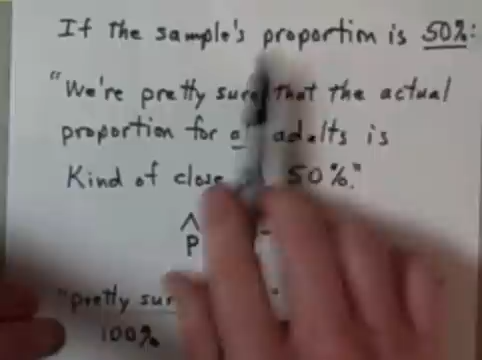 If the sample's proportion is 50%:
"We're pretty sure that the actual
proportion for adults is
Kind of close 50%."
p̂
"pretty
100%